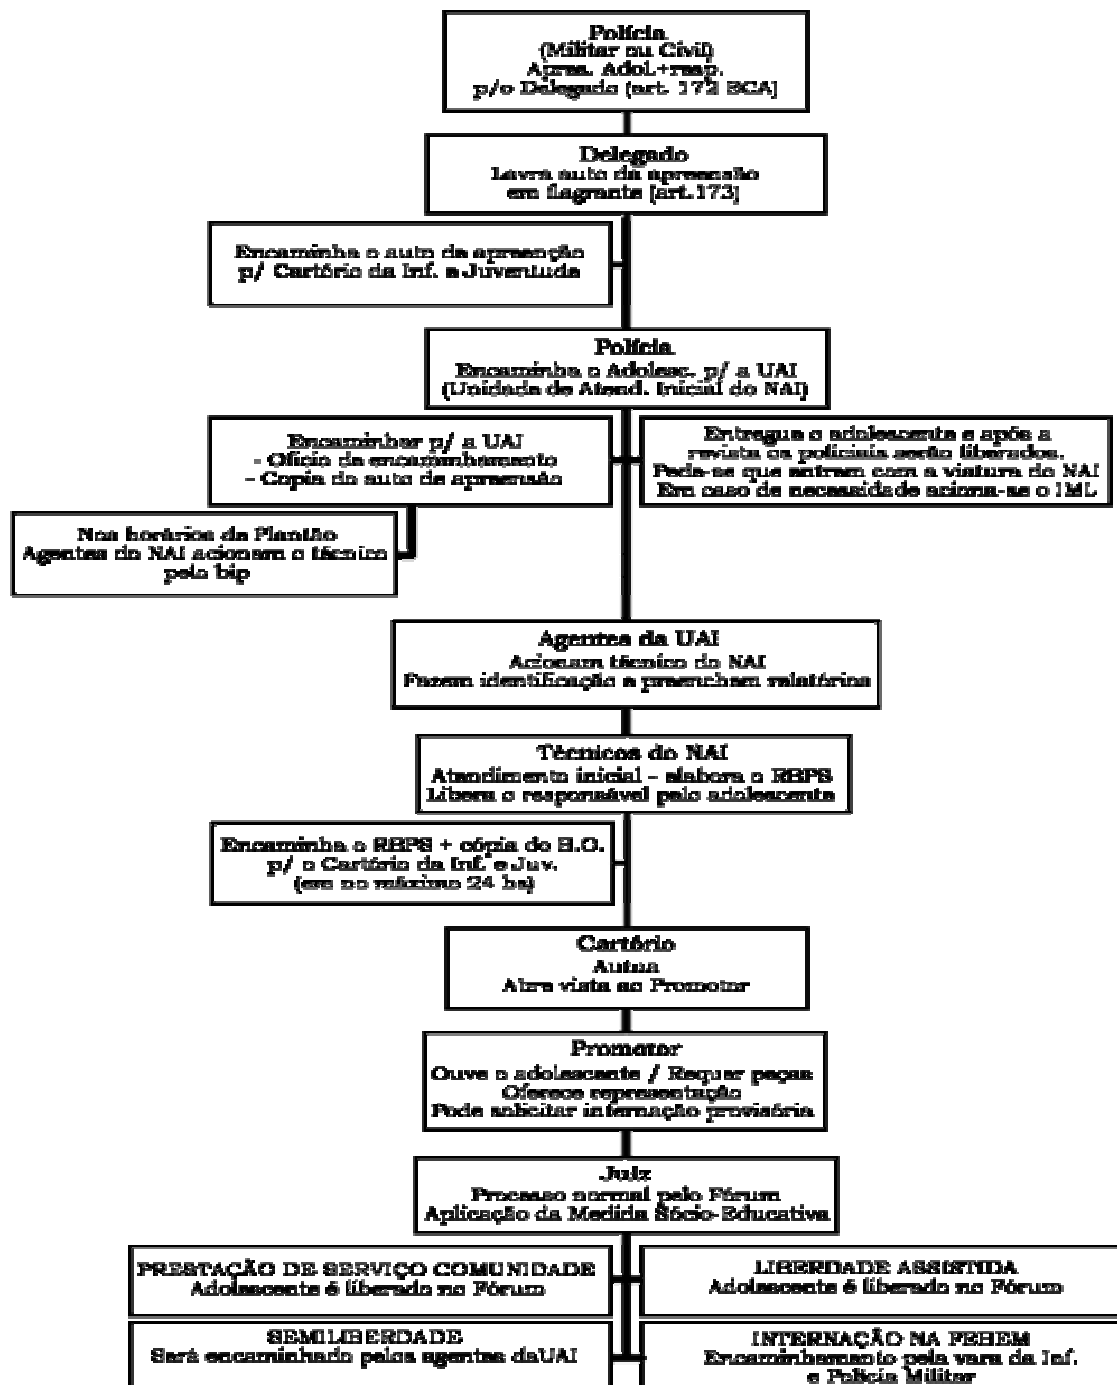 Polícia
(Militar ou Civil)
Apres. Adol.+resp.
p/o Delegado (art. 172 ECA)
Delegado
Lavra auto da apreensão
em flagrante (art.173)
Encaminha o auto de apreenção
p/ Cartório da Inf. e Juventude
Polícia
Encaminha o Adolesc. p/ a UAI
(Unidade de Atend. Inicial do NAI)
Encaminhar p/ a UAI
- Ofício de encaminhamento
- Copia do auto de apreensão
Entregue o adolescente e após a
revista os policiais serão liberados.
Pede-se que entrem com a viatura do NAI
Em caso de necessidade aciona-se o IML
Nos horários de Plantão
Agentes do NAI acionam o técnico
pelo bip
Agentes da UAI
Acionam técnico do NAI
Fazem identificação e preenchem relatórios
Técnicos do NAI
Atendimento inicial - elabora o RBPS
Libera o responsável pelo adolescente
Encaminha o RBPS + cópia do B.O.
p/ o Cartório da Inf. e Juv.
(em no máximo 24 hs)
Cartório
Autua
Abre vista ao Promotor
Promotor
Ouve o adolescente / Requer peças
Oferece representação
Pode solicitar internação provisória
Juiz
Processo normal pelo Fórum
Aplicação da Medida Sócio-Educativa
PRESTAÇÃO DE SERVIÇO COMUNIDADE
Adolescente é liberado no Fórum
LIBERDADE ASSISTIDA
Adolescente é liberado no Fórum
SEMILIBERDADE
Será encaminhado pelos agentes daUAI
INTERNAÇÃO NA FEBEM
Encaminhamento pela vara da Inf.
e Polícia Militar